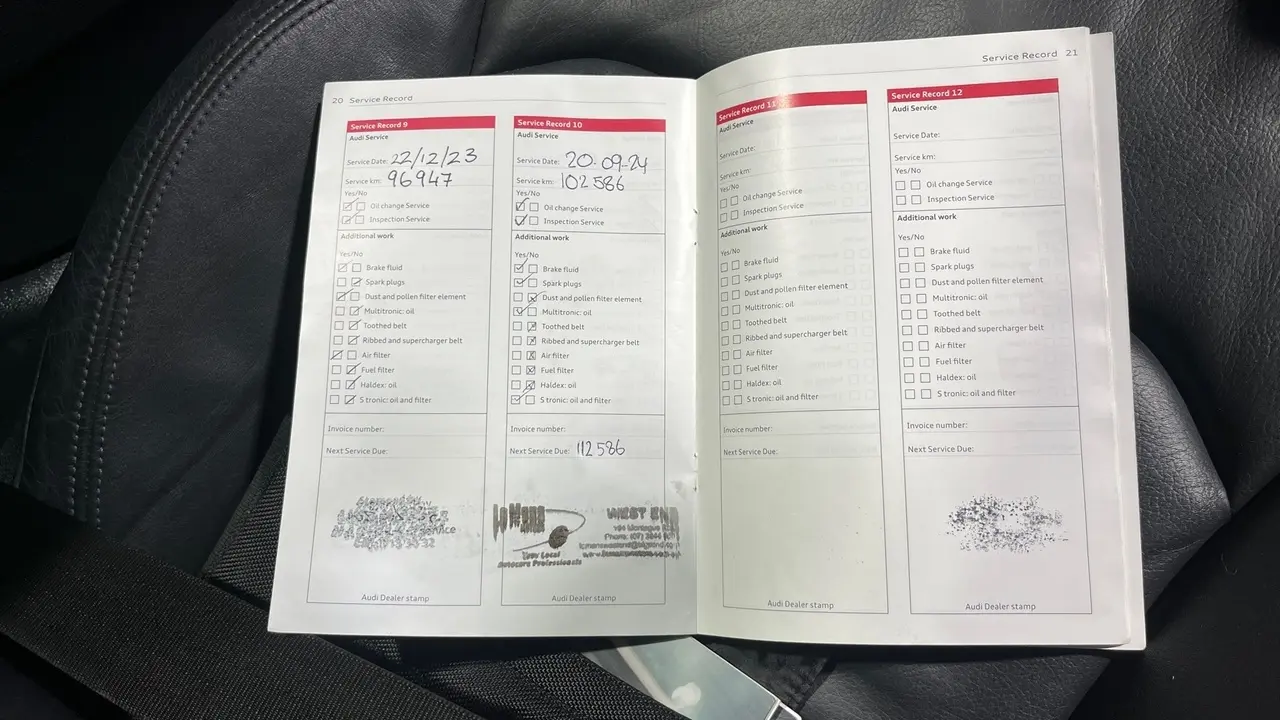 20 Service Record
Service Record 9
Audi Service
Service Date: 22/12/23
Service km: 96947
Yes/No
Oil change Service
Inspection Service
Additional work
Yes/No
Brake fluid
Spark plugs
Dust and pollen filter element
Multitronic: oil
Toothed belt
Ribbed and supercharger belt
Air filter
Fuel filter
Haldex: oil
S tronic: oil and filter
Invoice number:
Next Service Due:
Audi Dealer stamp
Service Record 10
Audi Service
Service Date: 20-09-24
Service km: 102586
Yes/No
Oil change Service
Inspection Service
Additional work
Yes/No
Brake fluid
Spark plugs
Dust and pollen filter element
Multitronic: oil
Toothed belt
Ribbed and supercharger belt
Air filter
Fuel filter
Haldex: oil
S tronic: oil and filter
Invoice number:
Next Service Due: 112586
WEST END
Phone: (07)
Your Local
Autocare Professionals
Audi Dealer stamp
Service Record 21
Service Record 11
Audi Service
Service Date:
Service km:
Yes/No
Oil change Service
Inspection Service
Additional work
Yes/No
Brake fluid
Spark plugs
Dust and pollen filter element
Multitronic: oil
Toothed belt
Ribbed and supercharger belt
Air filter
Fuel filter
Haldex: oil
S tronic: oil and filter
Invoice number:
Next Service Due:
Audi Dealer stamp
Service Record 12
Audi Service
Service Date:
Service km:
Yes/No
Oil change Service
Inspection Service
Additional work
Yes/No
Brake fluid
Spark plugs
Dust and pollen filter element
Multitronic: oil
Toothed belt
Ribbed and supercharger belt
Air filter
Fuel filter
Haldex: oil
S tronic: oil and filter
Invoice number:
Next Service Due:
Audi Dealer stamp